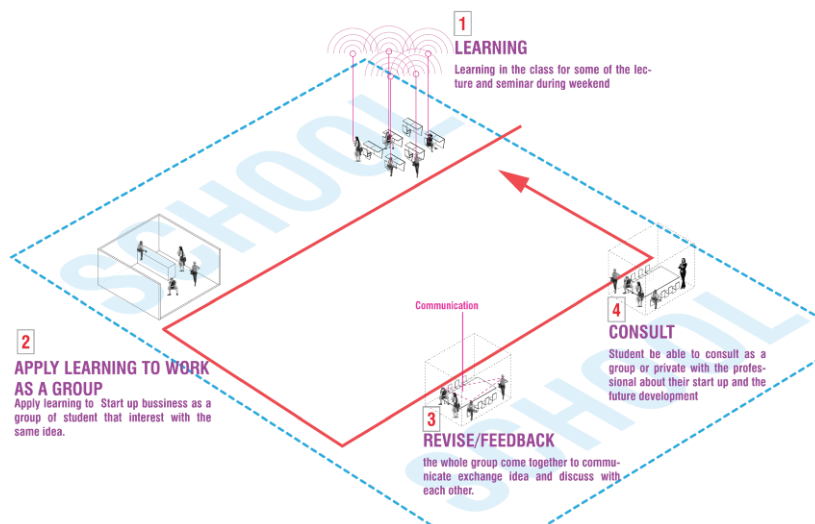 1
LEARNING
Learning in the class for some of the lec-
ture and seminar during weekend
SCHOOL
2
APPLY LEARNING TO WORK
AS A GROUP
Apply learning to Start up bussiness as a
group of student that interest with the
same idea.
Communication
3
REVISE/FEEDBACK
the whole group come together to commu-
nicate exchange idea and discuss with
each other.
4
CONSULT
Student be able to consult as a
group or private with the profes-
sional about their start up and the
future development
SCHOOL